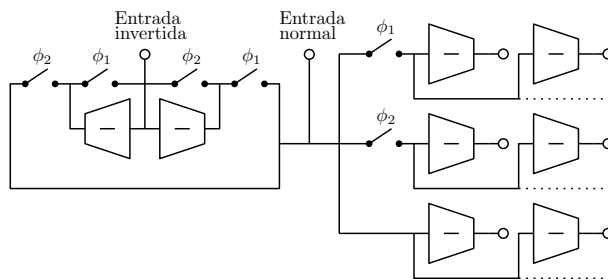 Entrada
invertida
Entrada
normal
ϕ₂
ϕ₁
ϕ₂
ϕ₁
ϕ₁
ϕ₂